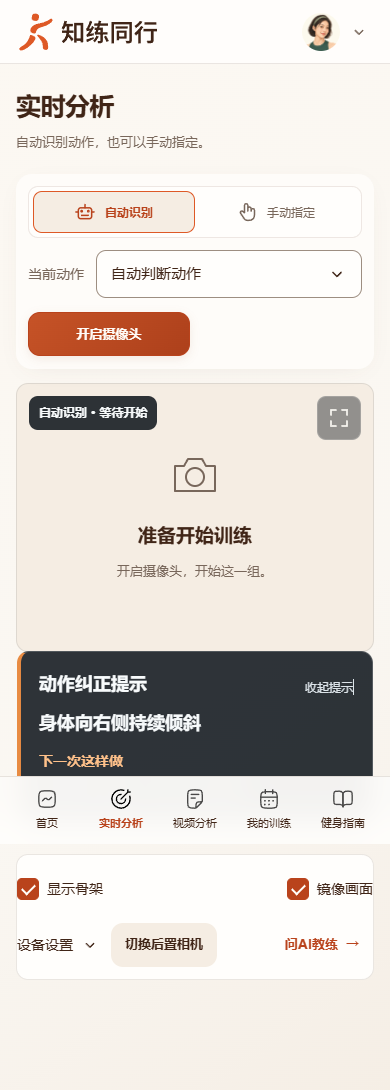 知练同行
实时分析
自动识别动作，也可以手动指定。
自动识别
手动指定
当前动作
自动判断动作
开启摄像头
自动识别·等待开始
准备开始训练
开启摄像头，开始这一组。
动作纠正提示
收起提示
身体向右侧持续倾斜
下一次这样做
首页
实时分析
视频分析
我的训练
健身指南
显示骨架
镜像画面
设备设置
切换后置相机
问AI教练 →